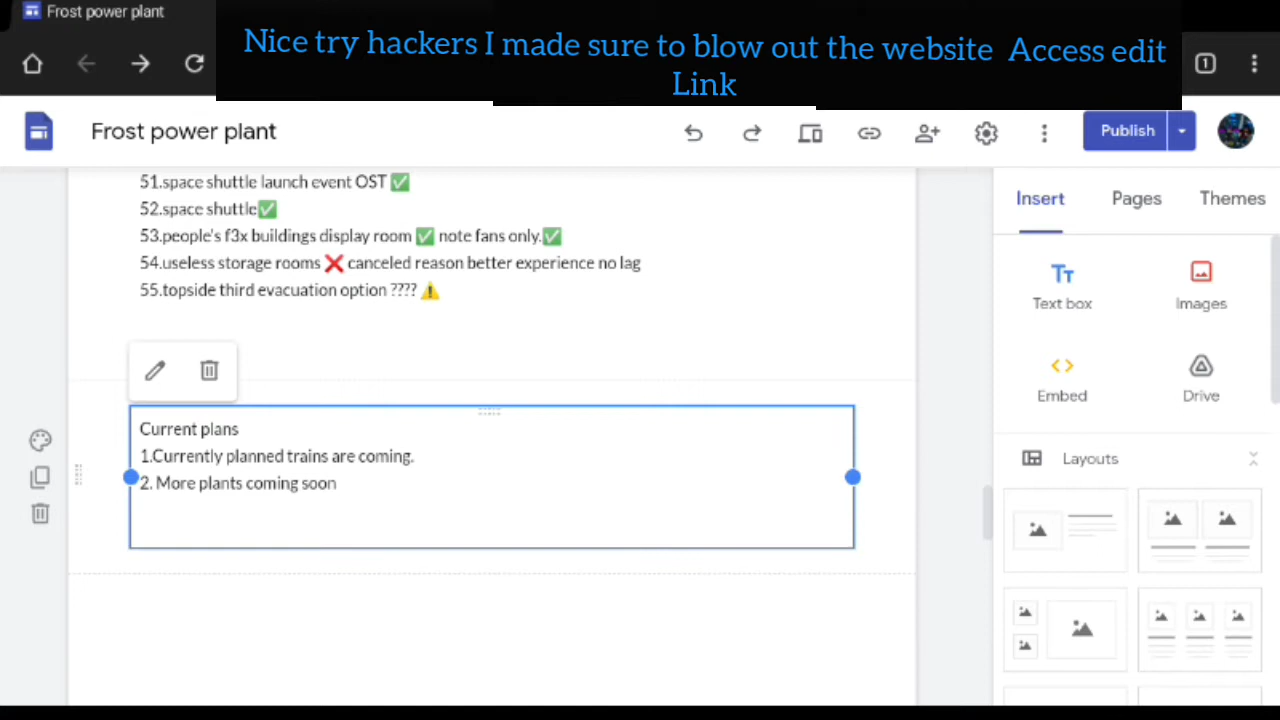 Frost power plant
Nice try hackers I made sure to blow out the website Access edit
Link
1
Frost power plant
Publish
51.space shuttle launch event OST ✅
52.space shuttle✅
53.people's f3x buildings display room ✅ note fans only.✅
54.useless storage rooms ❌ canceled reason better experience no lag
55.topside third evacuation option ???? ⚠️
Current plans
1.Currently planned trains are coming.
2. More plants coming soon
Insert
Pages
Themes
Tт
Text box
Images
Embed
Drive
Layouts